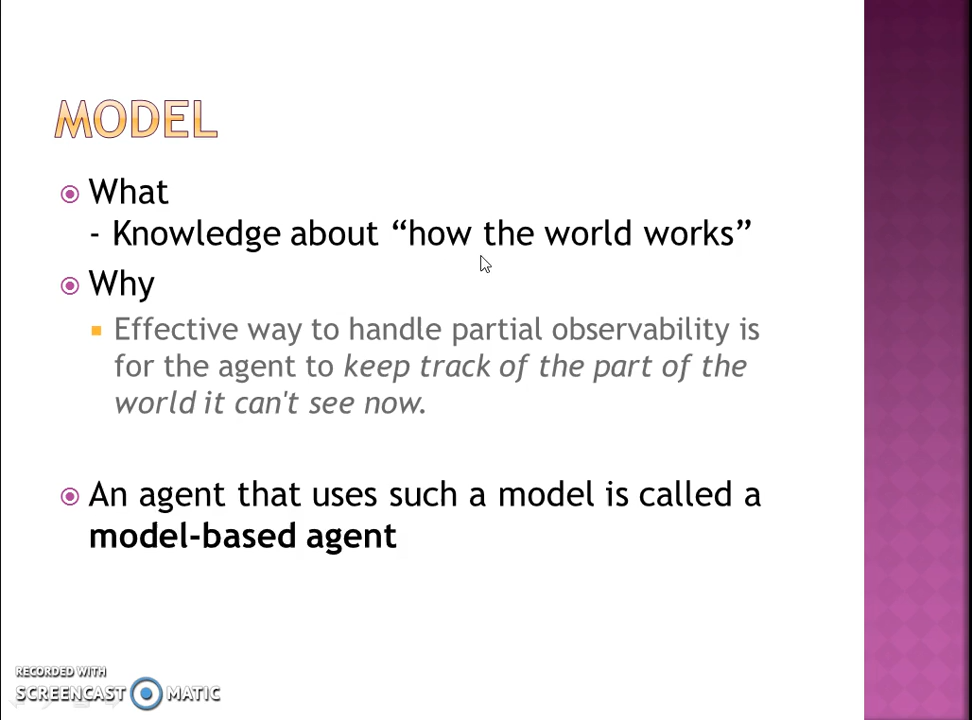 MODEL
What
- Knowledge about “how the world works”
Why
Effective way to handle partial observability is
for the agent to keep track of the part of the
world it can't see now.
An agent that uses such a model is called a
model-based agent
RECORDED WITH
SCREENCAST MATIC